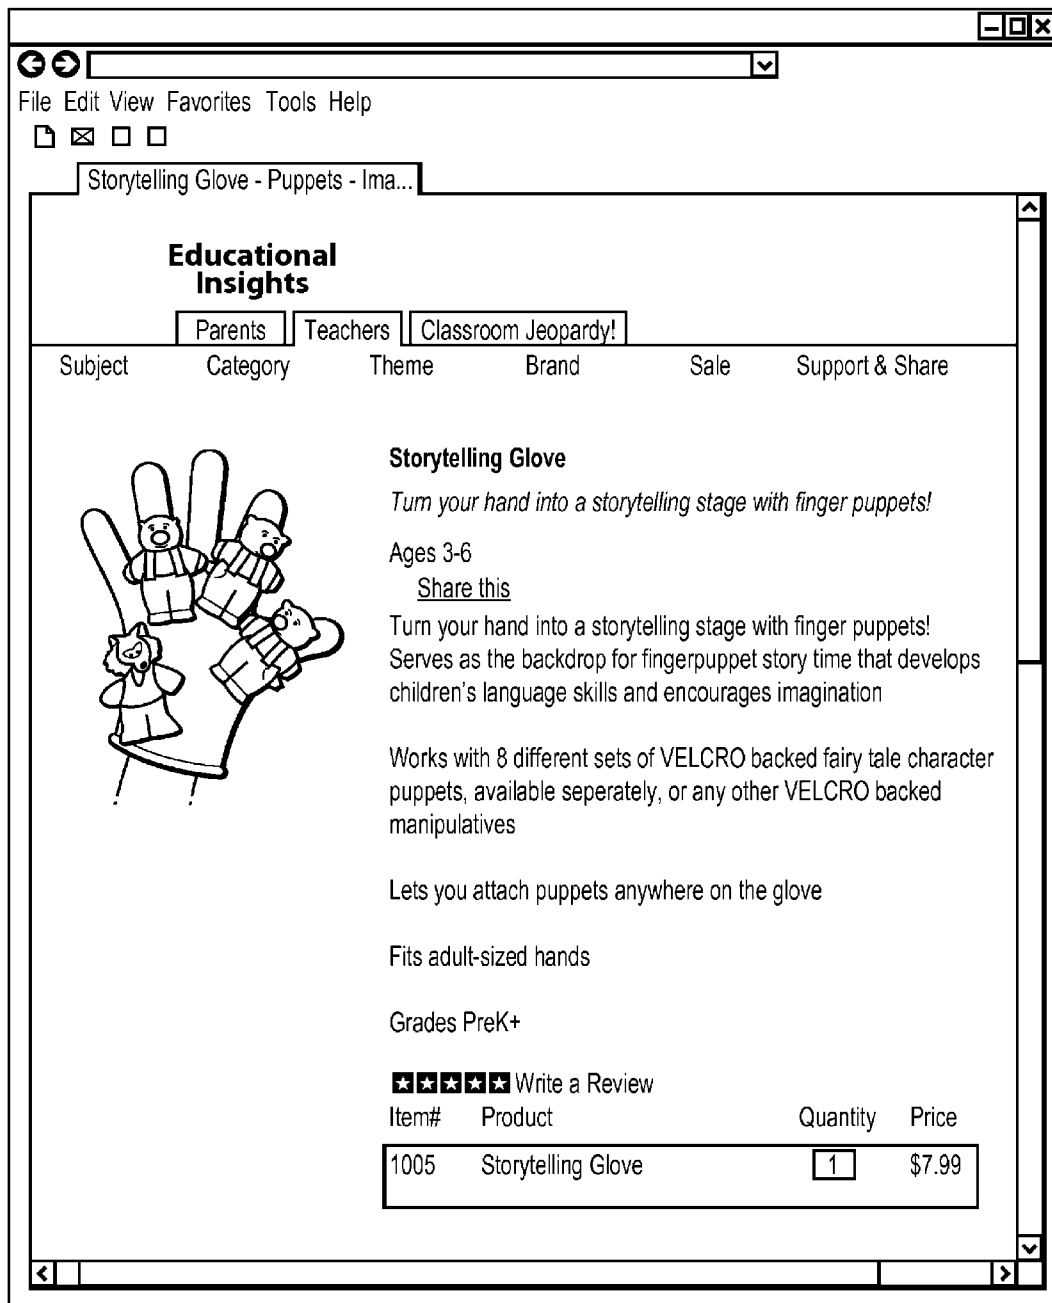 File Edit View Favorites Tools Help
Storytelling Glove - Puppets - Ima...
Educational
Insights
Parents Teachers Classroom Jeopardy!
Subject Category Theme Brand Sale Support & Share
Storytelling Glove
Turn your hand into a storytelling stage with finger puppets!
Ages 3-6
Share this
Turn your hand into a storytelling stage with finger puppets!
Serves as the backdrop for fingerpuppet story time that develops
children's language skills and encourages imagination
Works with 8 different sets of VELCRO backed fairy tale character
puppets, available seperately, or any other VELCRO backed
manipulatives
Lets you attach puppets anywhere on the glove
Fits adult-sized hands
Grades PreK+
Write a Review
Item# Product Quantity Price
1005 Storytelling Glove 1 $7.99